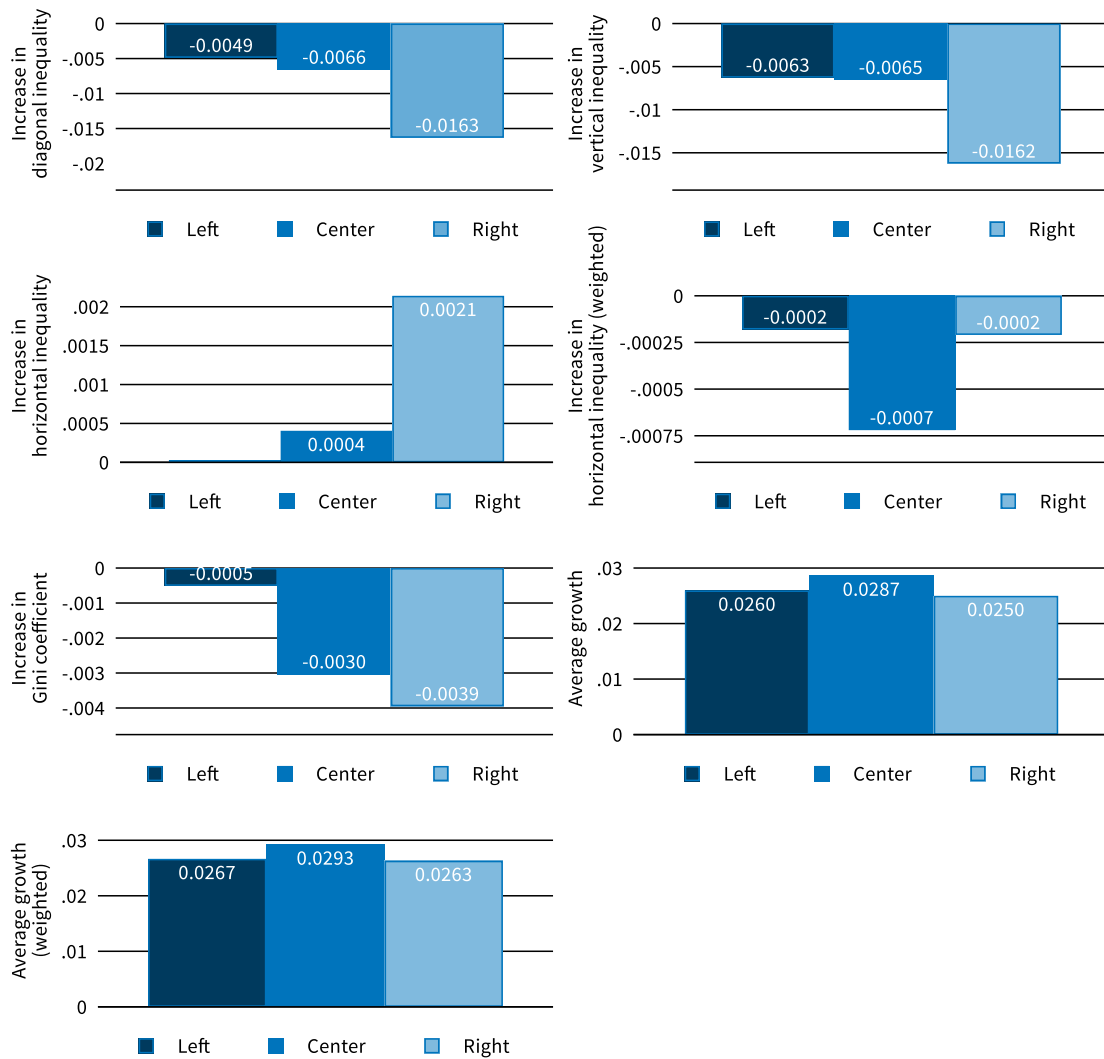 Increase in
diagonal inequality
0
-.005
-.01
-.015
-.02
-0.0049
-0.0066
-0.0163
Left Center Right
Increase in
vertical inequality
0
-.005
-.01
-.015
-0.0063
-0.0065
-0.0162
Left Center Right
Increase in
horizontal inequality
.002
.0015
.001
.0005
0
0.0004
0.0021
Left Center Right
Increase in
horizontal inequality (weighted)
0
-.00025
-.0005
-.00075
-0.0002
-0.0007
-0.0002
Left Center Right
Increase in
Gini coefficient
0
-.001
-.002
-.003
-.004
-0.0005
-0.0030
-0.0039
Left Center Right
Average growth
.03
.02
.01
0
0.0260
0.0287
0.0250
Left Center Right
Average growth
(weighted)
.03
.02
.01
0
0.0267
0.0293
0.0263
Left Center Right